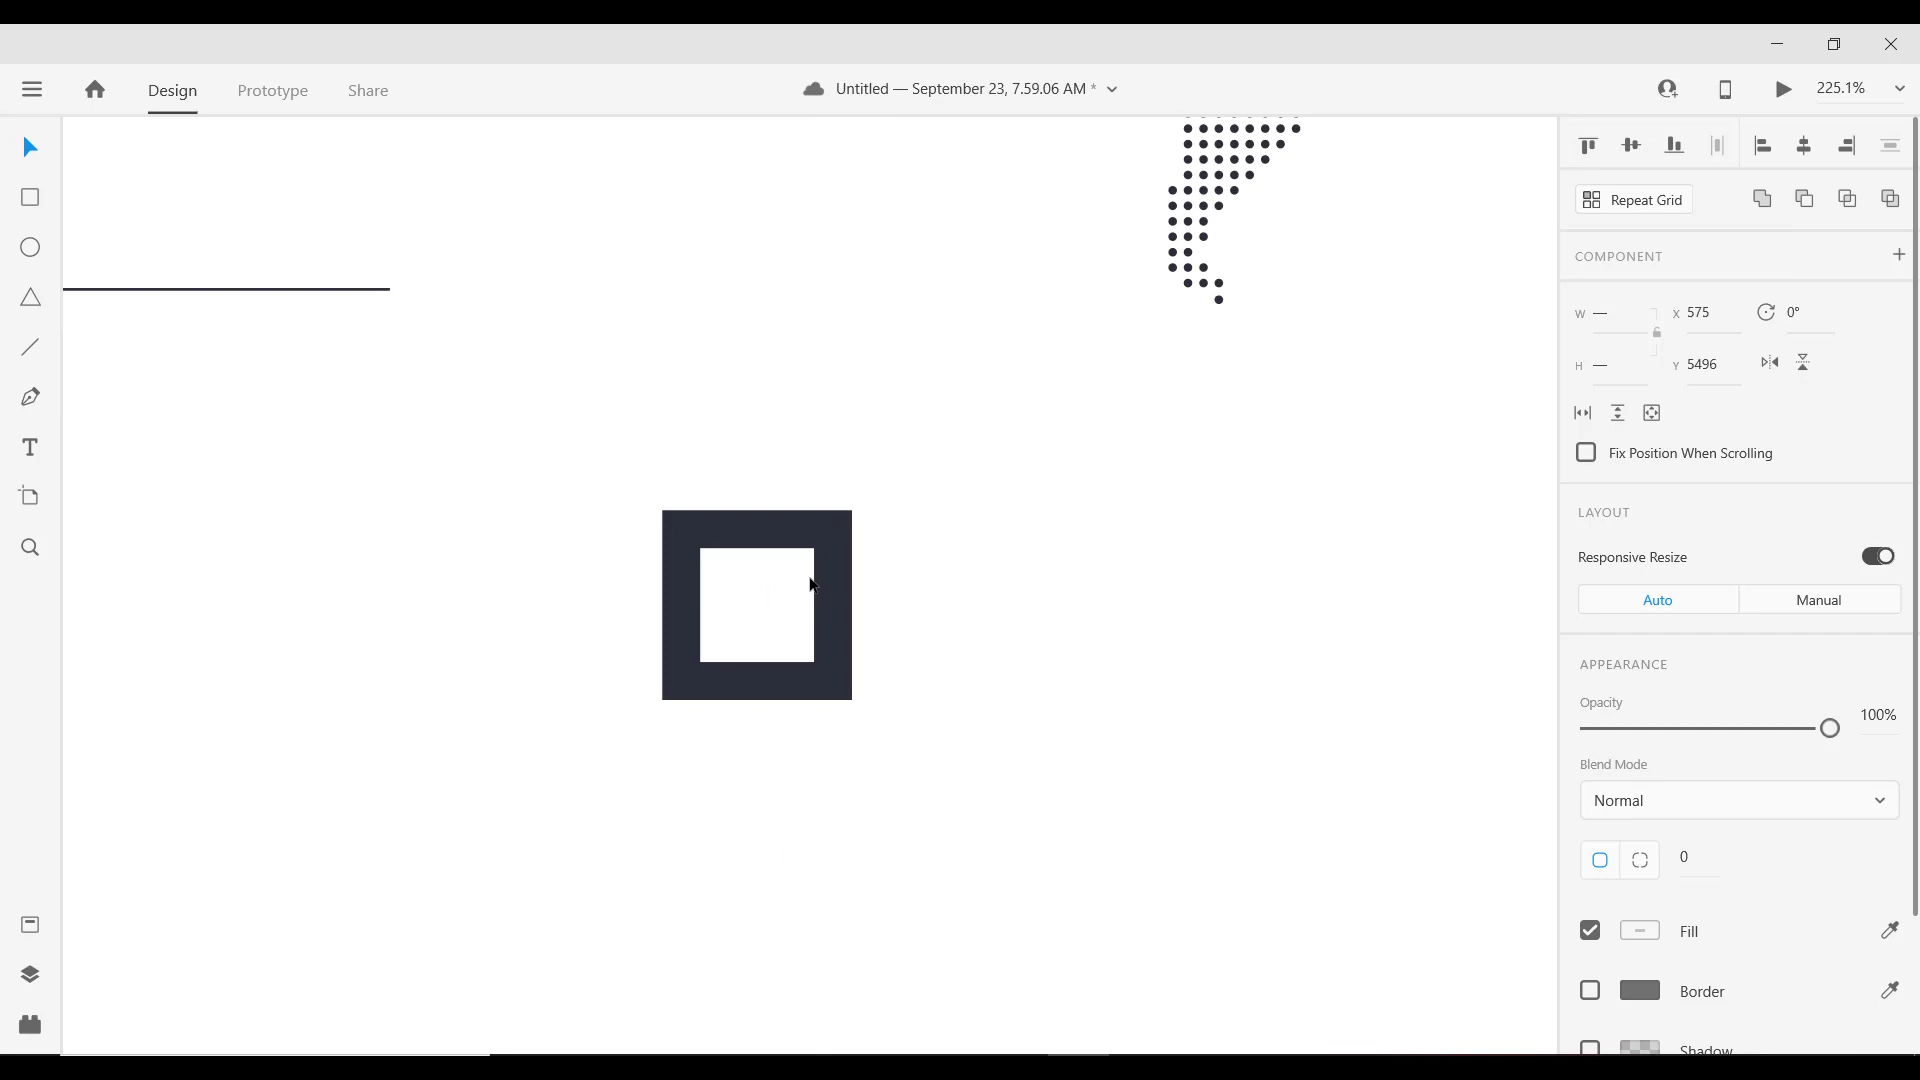 Design Prototype Share Untitled — September 23, 7.59.06 AM * 225.1%
Repeat Grid
COMPONENT
W — X 575 0°
H — Y 5496
Fix Position When Scrolling
LAYOUT
Responsive Resize
Auto Manual
APPEARANCE
Opacity
100%
Blend Mode
Normal
0
Fill
Border
Shadow